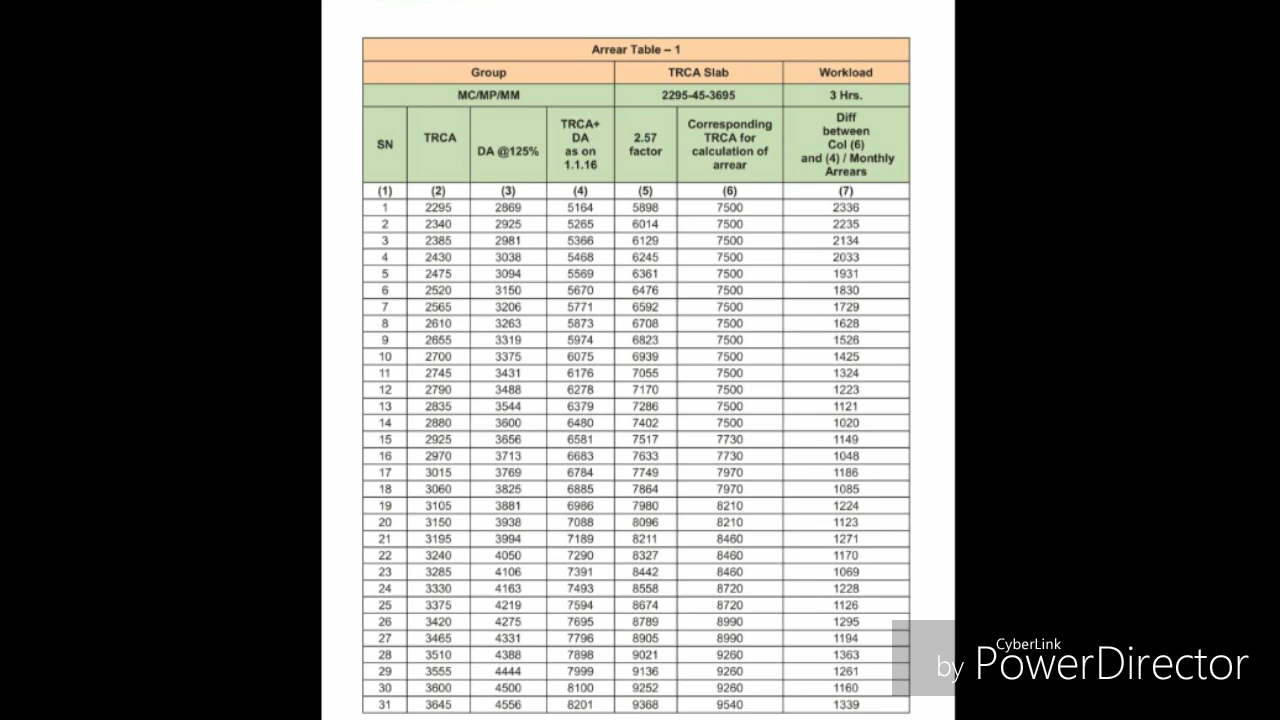 Arrear Table – 1
Group TRCA Slab Workload
MC/MP/MM 2295-45-3695 3 Hrs.
SN TRCA DA @125% TRCA+ DA as on 1.1.16 2.57 factor Corresponding TRCA for calculation of arrear Diff between Col (6) and (4) / Monthly Arrears
(1) (2) (3) (4) (5) (6) (7)
1 2295 2869 5164 5898 7500 2336
2 2340 2925 5265 6014 7500 2235
3 2385 2981 5366 6129 7500 2134
4 2430 3038 5468 6245 7500 2033
5 2475 3094 5569 6361 7500 1931
6 2520 3150 5670 6476 7500 1830
7 2565 3206 5771 6592 7500 1729
8 2610 3263 5873 6708 7500 1628
9 2655 3319 5974 6823 7500 1526
10 2700 3375 6075 6939 7500 1425
11 2745 3431 6176 7055 7500 1324
12 2790 3488 6278 7170 7500 1223
13 2835 3544 6379 7286 7500 1121
14 2880 3600 6480 7402 7500 1020
15 2925 3656 6581 7517 7730 1149
16 2970 3713 6683 7633 7730 1048
17 3015 3769 6784 7749 7970 1186
18 3060 3825 6885 7864 7970 1085
19 3105 3881 6986 7980 8210 1224
20 3150 3938 7088 8096 8210 1123
21 3195 3994 7189 8211 8460 1271
22 3240 4050 7290 8327 8460 1170
23 3285 4106 7391 8442 8460 1069
24 3330 4163 7493 8558 8720 1228
25 3375 4219 7594 8674 8720 1126
26 3420 4275 7695 8789 8990 1295
27 3465 4331 7796 8905 8990 1194
28 3510 4388 7898 9021 9260 1363
29 3555 4444 7999 9136 9260 1261
30 3600 4500 8100 9252 9260 1160
31 3645 4556 8201 9368 9540 1339
CyberLink
by PowerDirector